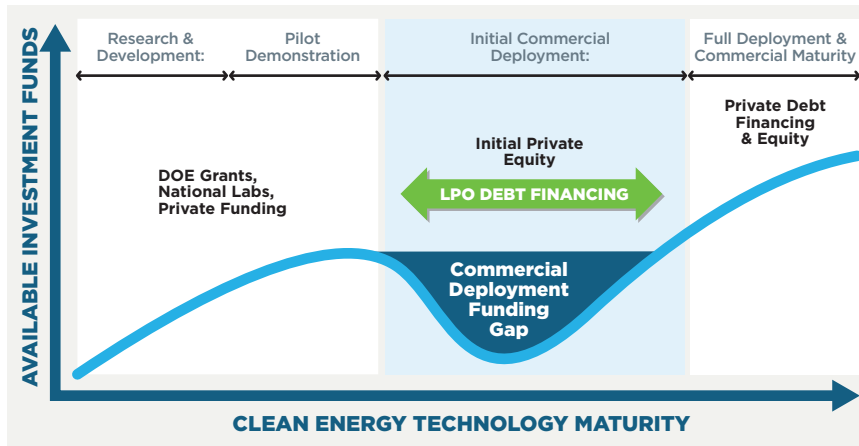 Research &
Development:
Pilot
Demonstration
Initial Commercial
Deployment:
Full Deployment &
Commercial Maturity
Private Debt
Financing
& Equity
Initial Private
Equity
DOE Grants,
National Labs,
Private Funding
LPO DEBT FINANCING
Commercial
Deployment
Funding
Gap
AVAILABLE INVESTMENT FUNDS
CLEAN ENERGY TECHNOLOGY MATURITY